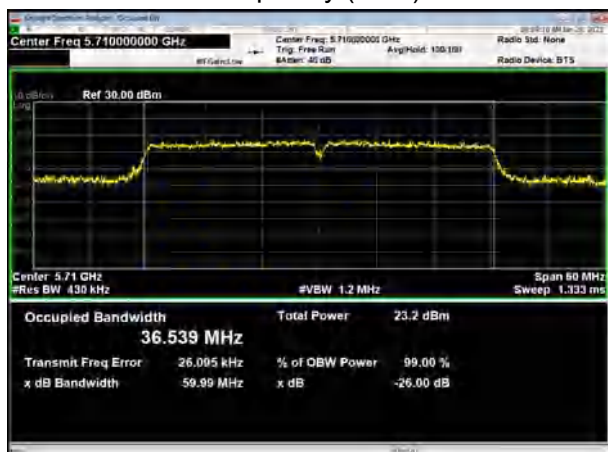 Center Freq 5.710000000 GHz
Center Freq: 5.710000000 GHz
Trig: Free Run
Avg|Hold: 100/100
#IFGain:Low
#Atten: 40 dB
Radio Std: None
Radio Device: BTS
Ref 30.00 dBm
Center 5.71 GHz
Span 60 MHz
#Res BW 430 kHz
#VBW 1.2 MHz
Sweep 1.333 ms
Occupied Bandwidth
36.539 MHz
Total Power
23.2 dBm
Transmit Freq Error
26.095 kHz
% of OBW Power
99.00 %
x dB Bandwidth
59.99 MHz
x dB
-26.00 dB